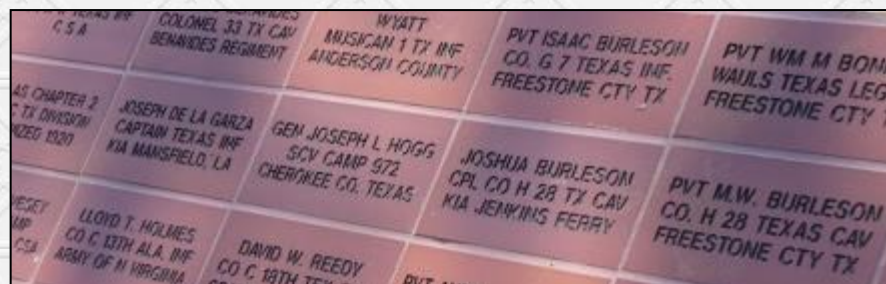 TEXAS INF
C S A
COLONEL 33 TX CAV
BENAVIDES REGIMENT
WYATT
MUSICAN 1 TX INF
ANDERSON COUNTY
PVT ISAAC BURLESON
CO. G 7 TEXAS INF.
FREESTONE CTY TX
PVT WM M
WAULS TEXAS
FREESTONE CTY
CHAPTER 2
TX DIVISION
1920
JOSEPH DE LA GARZA
CAPTAIN TEXAS INF
KIA MANSFIELD, LA
GEN JOSEPH L HOGG
SCV CAMP 972
CHEROKEE CO. TEXAS
JOSHUA BURLESON
CPL CO H 28 TX CAV
KIA JENKINS FERRY
PVT M.W. BURLESON
CO. H 28 TEXAS CAV
FREESTONE CTY TX
CSA
LLOYD T. HOLMES
CO C 13TH ALA. INF
ARMY OF N VIRGINIA
DAVID W. REEDY
CO C 18TH
PVT